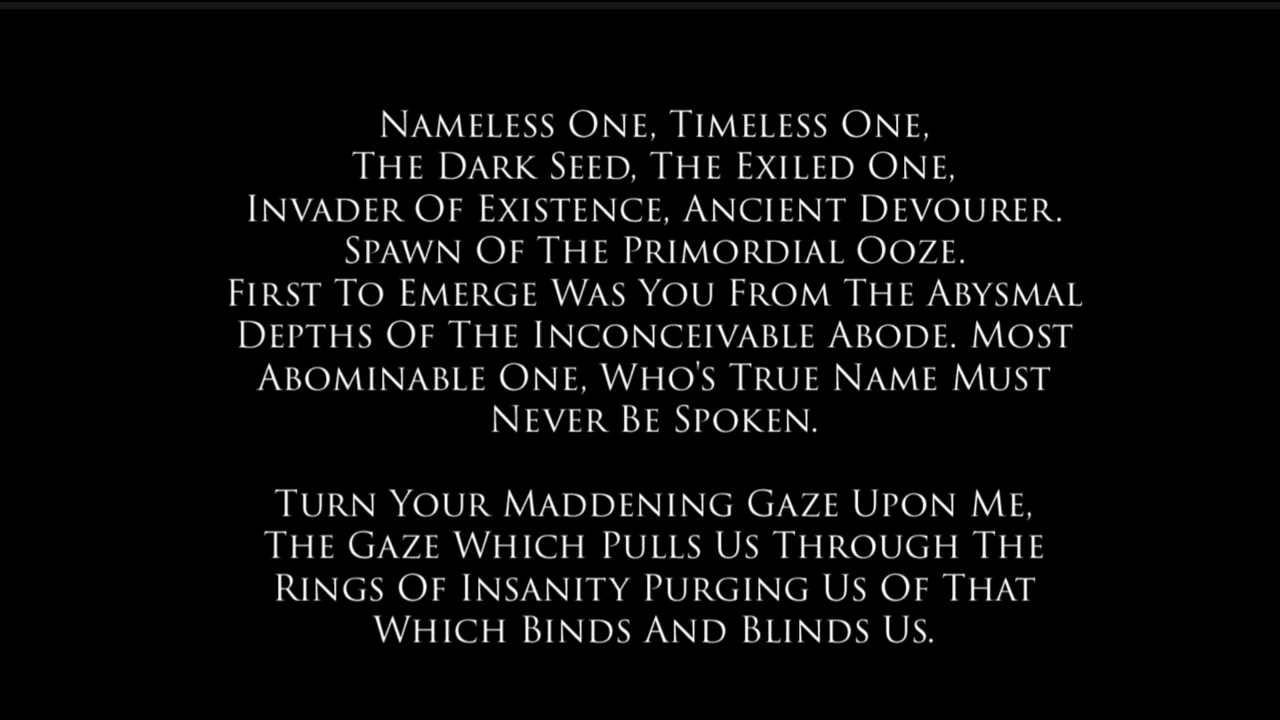 Nameless One, Timeless One,
The Dark Seed, The Exiled One,
Invader Of Existence, Ancient Devourer.
Spawn Of The Primordial Ooze.
First To Emerge Was You From The Abysmal
Depths Of The Inconceivable Abode. Most
Abominable One, Who's True Name Must
Never Be Spoken.
Turn Your Maddening Gaze Upon Me,
The Gaze Which Pulls Us Through The
Rings Of Insanity Purging Us Of That
Which Binds And Blinds Us.